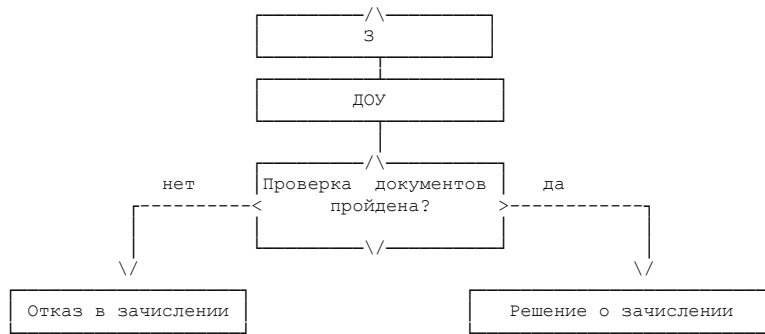 З
ДОУ
нет
Проверка документов
да
пройдена?
Отказ в зачислении
Решение о зачислении